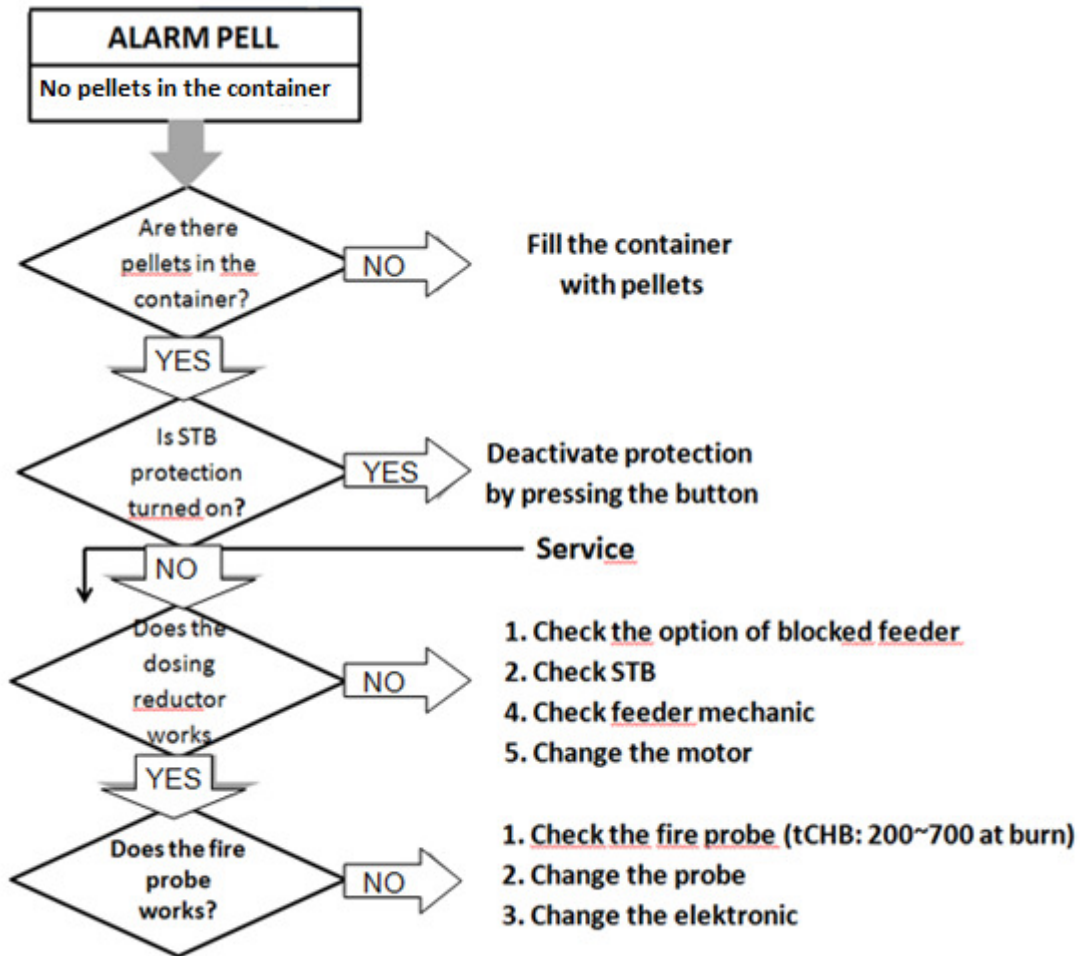 ALARM PELL
No pellets in the container
Are there
pellets in the
container?
NO
Fill the container
with pellets
YES
Is STB
protection
turned on?
YES
Deactivate protection
by pressing the button
Service
NO
Does the
dosing
reductor
works
NO
1. Check the option of blocked feeder
2. Check STB
4. Check feeder mechanic
5. Change the motor
YES
Does the fire
probe
works?
NO
1. Check the fire probe (tCHB: 200~700 at burn)
2. Change the probe
3. Change the elektronic